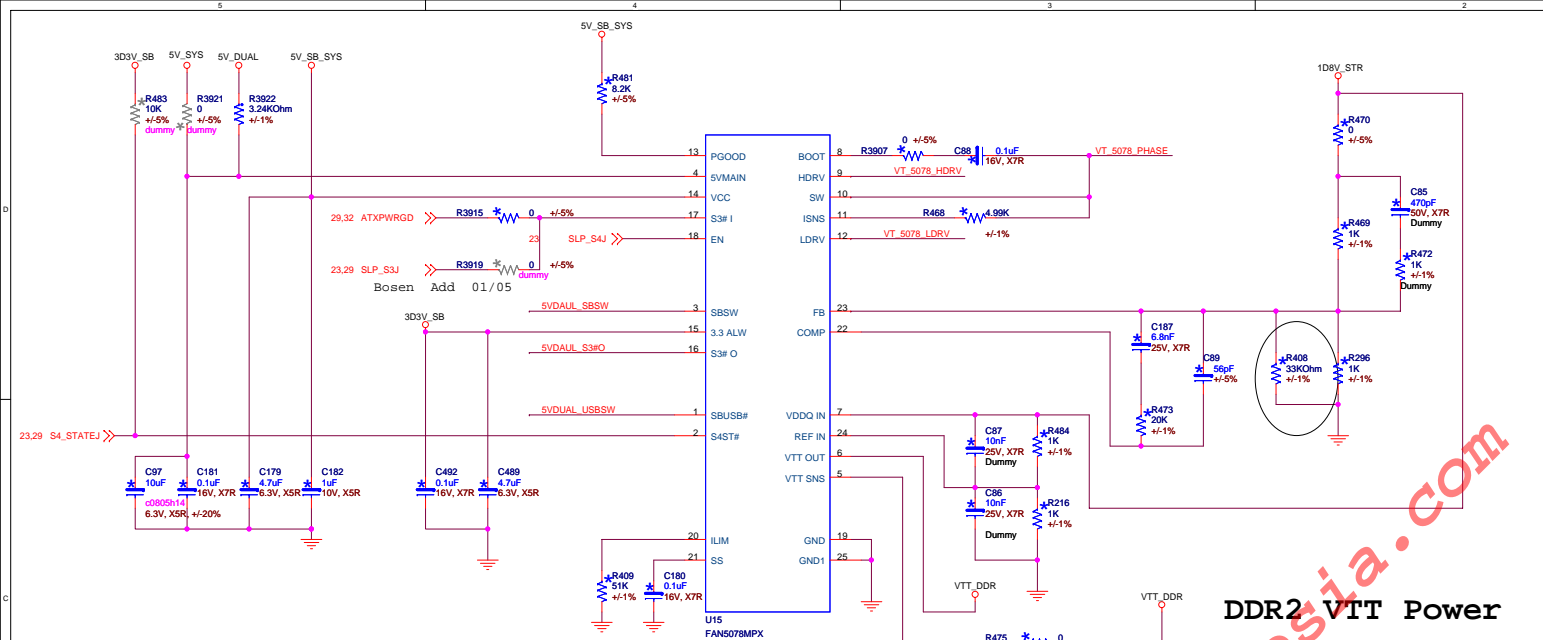 5 4 3 2
5V_SB_SYS
3D3V_SB 5V_SYS 5V_DUAL 5V_SB_SYS
1D8V_STR
R481
8.2K
+/-5%
R483
10K
+/-5%
dummy
R3921
0
+/-5%
dummy
R3922
3.24KOhm
+/-1%
R470
0
+/-5%
13 PGOOD
4 5VMAIN
14 VCC
17 S3# I
18 EN
3 SBSW
15 3.3 ALW
16 S3# O
1 SBUSB#
2 S4ST#
20 ILIM
21 SS
BOOT 8
HDRV 9
SW 10
ISNS 11
LDRV 12
FB 23
COMP 22
VDDQ IN 7
REF IN 24
VTT OUT 6
VTT SNS 5
GND 19
GND1 25
R3907 0 +/-5%
C88 0.1uF
16V, X7R
VT_5078_PHASE
VT_5078_HDRV
R468 4.99K
+/-1%
VT_5078_LDRV
D
29,32 ATXPWRGD
R3915 0 +/-5%
23 SLP_S4J
23,29 SLP_S3J
R3919 0 +/-5%
dummy
Bosen Add 01/05
C85
470pF
50V, X7R
Dummy
R469
1K
+/-1%
R472
1K
+/-1%
Dummy
5VDAUL_SBSW
3D3V_SB
5VDAUL_S3#O
5VDUAL_USBSW
C187
6.8nF
25V, X7R
C89
56pF
+/-5%
R408
33KOhm
+/-1%
R296
1K
+/-1%
R473
20K
+/-1%
23,29 S4_STATEJ
C87
10nF
25V, X7R
Dummy
R484
1K
+/-1%
C86
10nF
25V, X7R
Dummy
R216
1K
+/-1%
C97
10uF
c0805h14
6.3V, X5R, +/-20%
C181
0.1uF
16V, X7R
C179
4.7uF
6.3V, X5R
C182
1uF
10V, X5R
C492
0.1uF
16V, X7R
C489
4.7uF
6.3V, X5R
R409
51K
+/-1%
C180
0.1uF
16V, X7R
C
VTT_DDR
VTT_DDR
DDR2 VTT Power
U15
FAN5078MPX
R475 0
sia.com